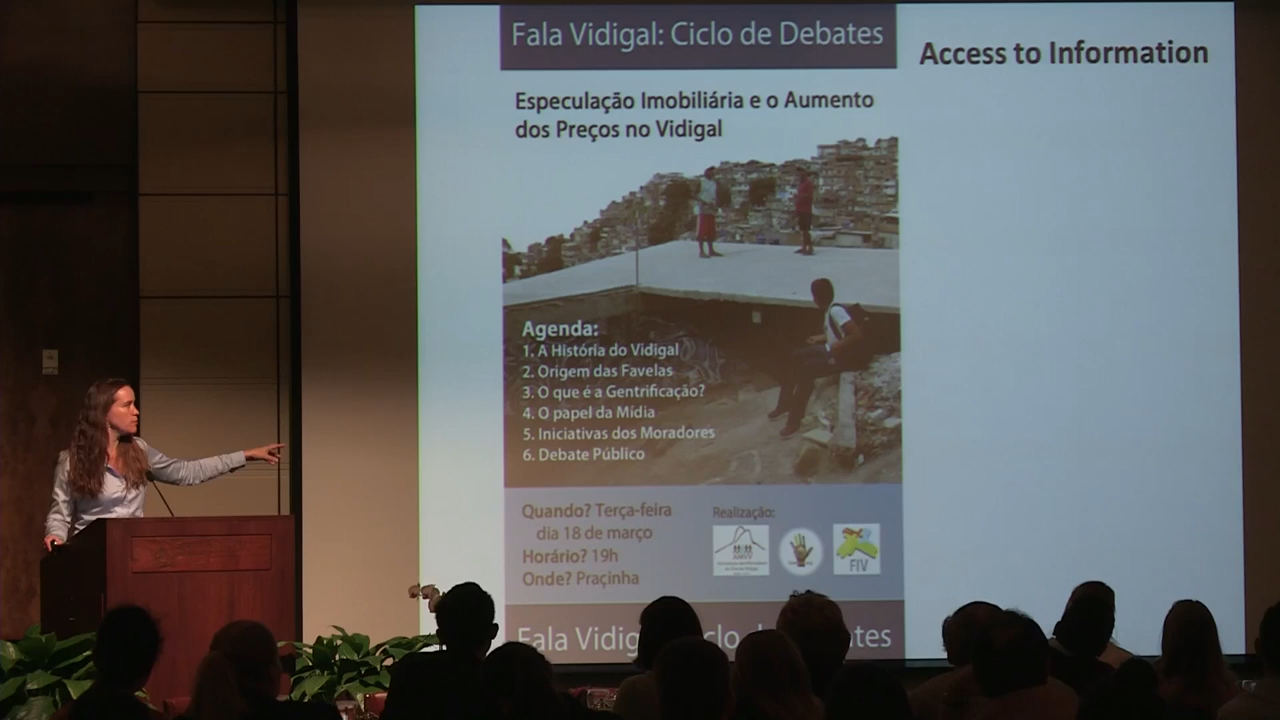 Fala Vidigal: Ciclo de Debates
Access to Information
Especulação Imobiliária e o Aumento
dos Preços no Vidigal
Agenda:
1. A História do Vidigal
2. Origem das Favelas
3. O que é a Gentrificação?
4. O papel da Mídia
5. Iniciativas dos Moradores
6. Debate Público
Quando? Terça-feira
dia 18 de março
Horário? 19h
Onde? Praçinha
Realização:
FIV
Fala Vidig
de Debates